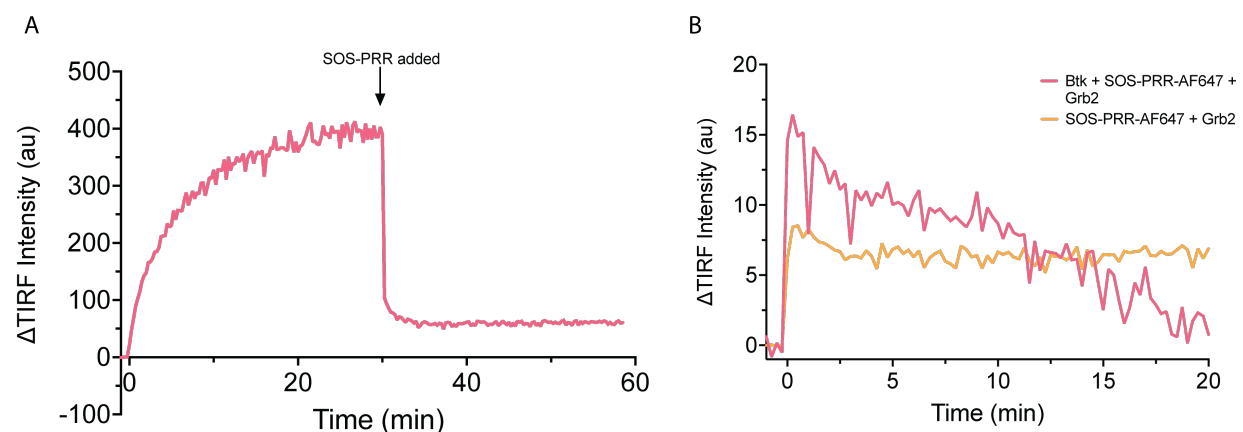 A
SOS-PRR added
500
400
300
200
100
0
-100
ΔTIRF Intensity (au)
0
20
40
60
Time (min)
B
20
15
10
5
0
ΔTIRF Intensity (au)
Btk + SOS-PRR-AF647 +
Grb2
SOS-PRR-AF647 + Grb2
0
5
10
15
20
Time (min)